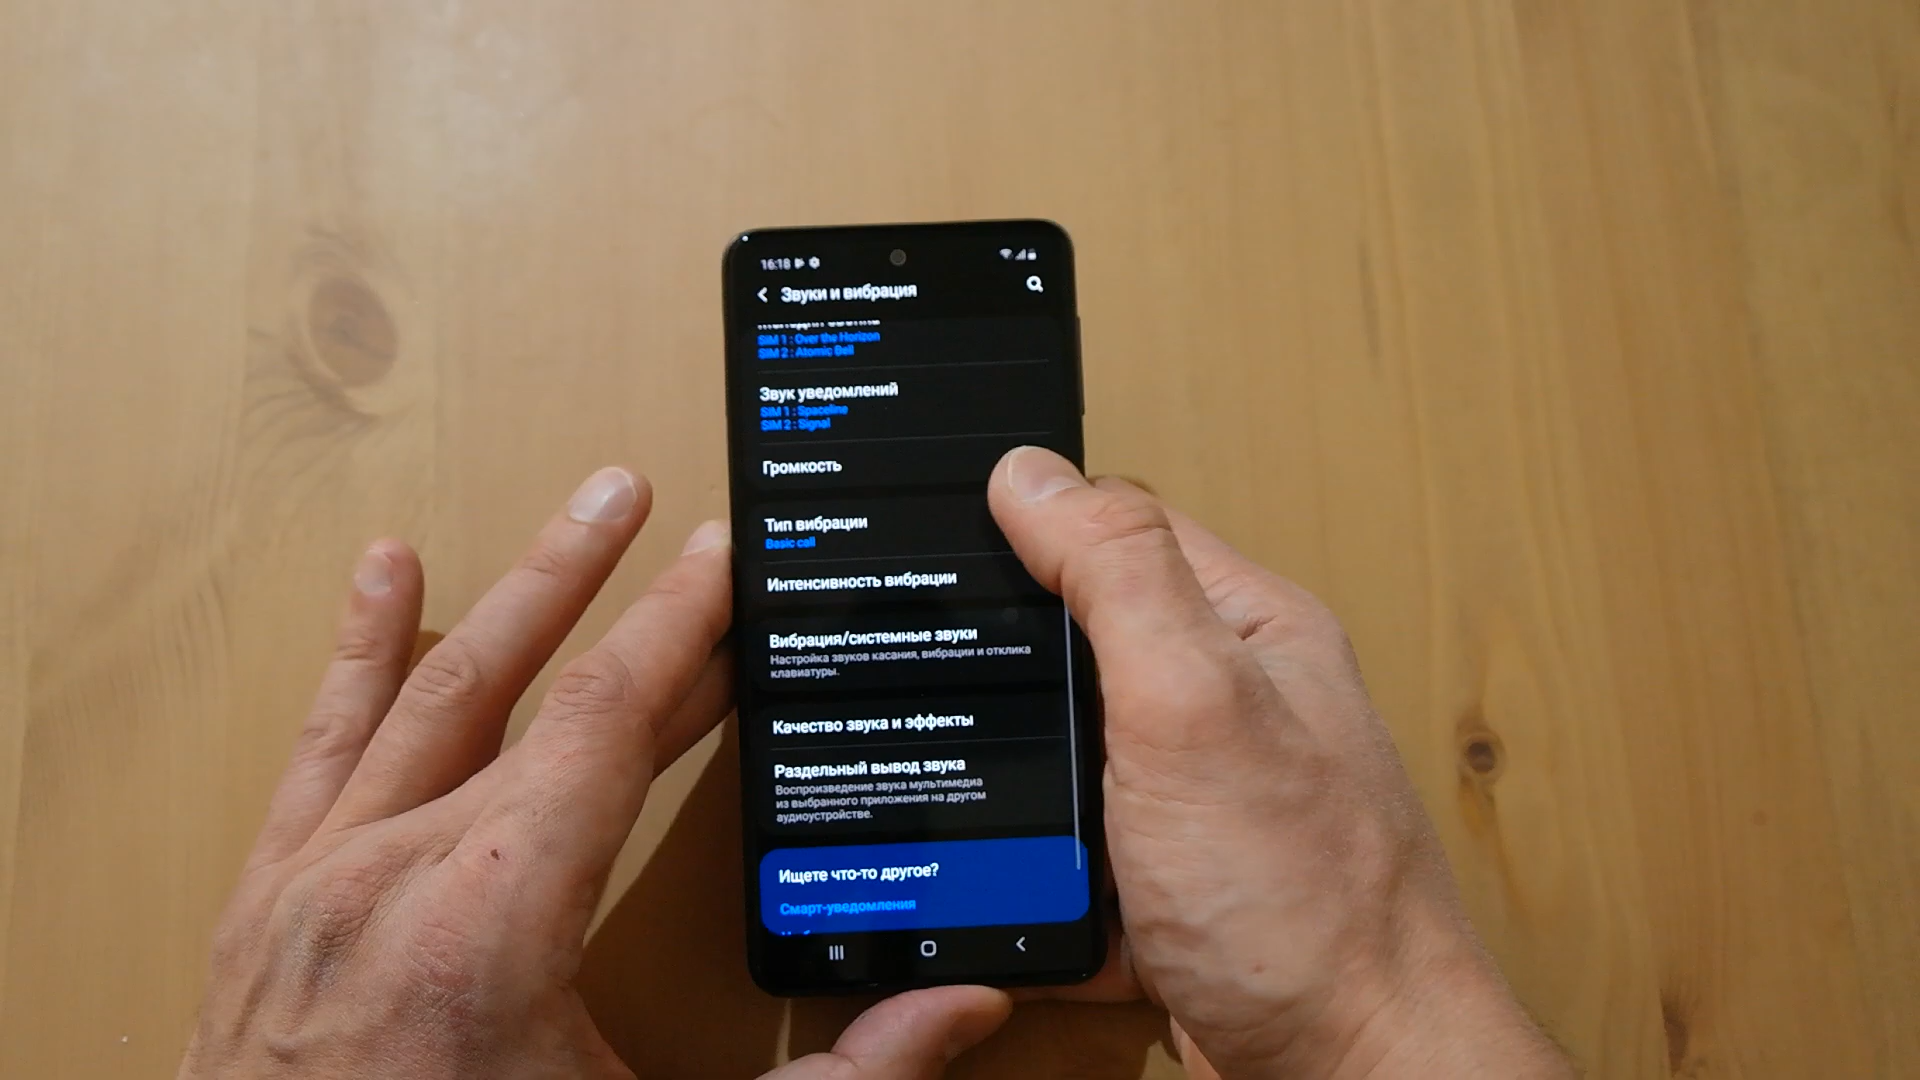 16:18
Звуки и вибрация
SIM 1 : Over the Horizon
SIM 2 : Atomic Bell
Звук уведомлений
SIM 1 : Spaceline
SIM 2 : Signal
Громкость
Тип вибрации
Basic call
Интенсивность вибрации
Вибрация/системные звуки
Настройка звуков касания, вибрации и отклика
клавиатуры.
Качество звука и эффекты
Раздельный вывод звука
Воспроизведение звука мультимедиа
из выбранного приложения на другом
аудиоустройстве.
Ищете что-то другое?
Смарт-уведомления